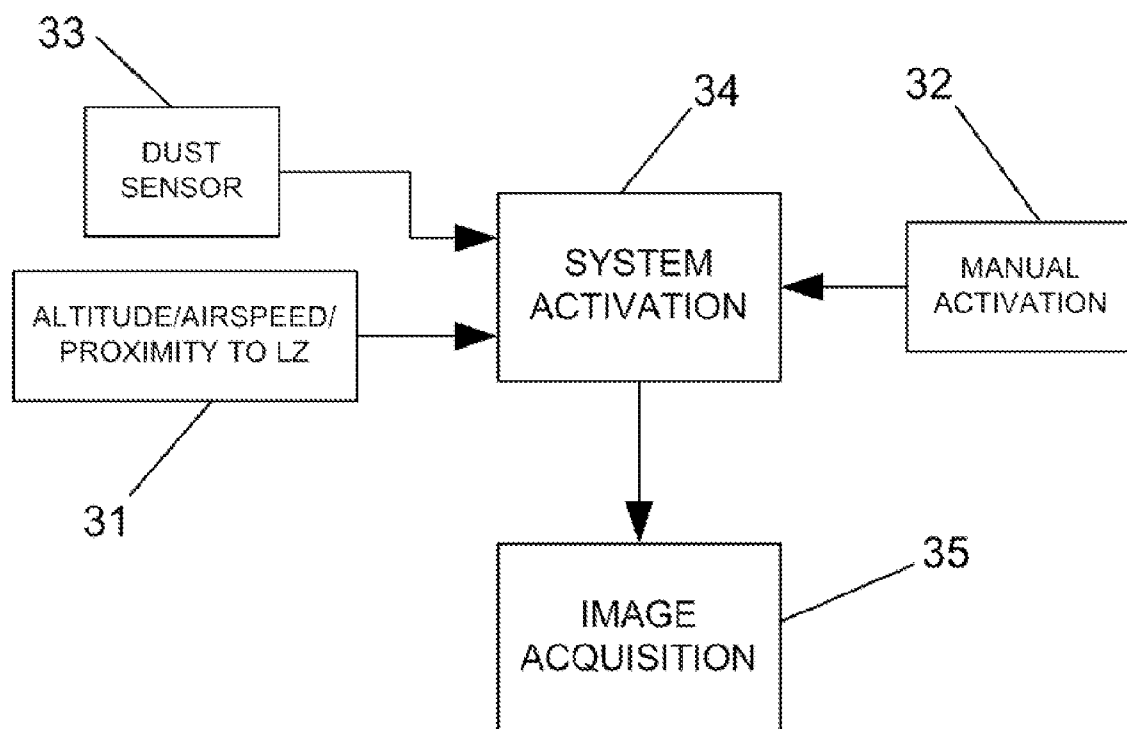 33
34
32
DUST
SENSOR
SYSTEM
ACTIVATION
MANUAL
ACTIVATION
ALTITUDE/AIRSPEED/
PROXIMITY TO LZ
31
35
IMAGE
ACQUISITION